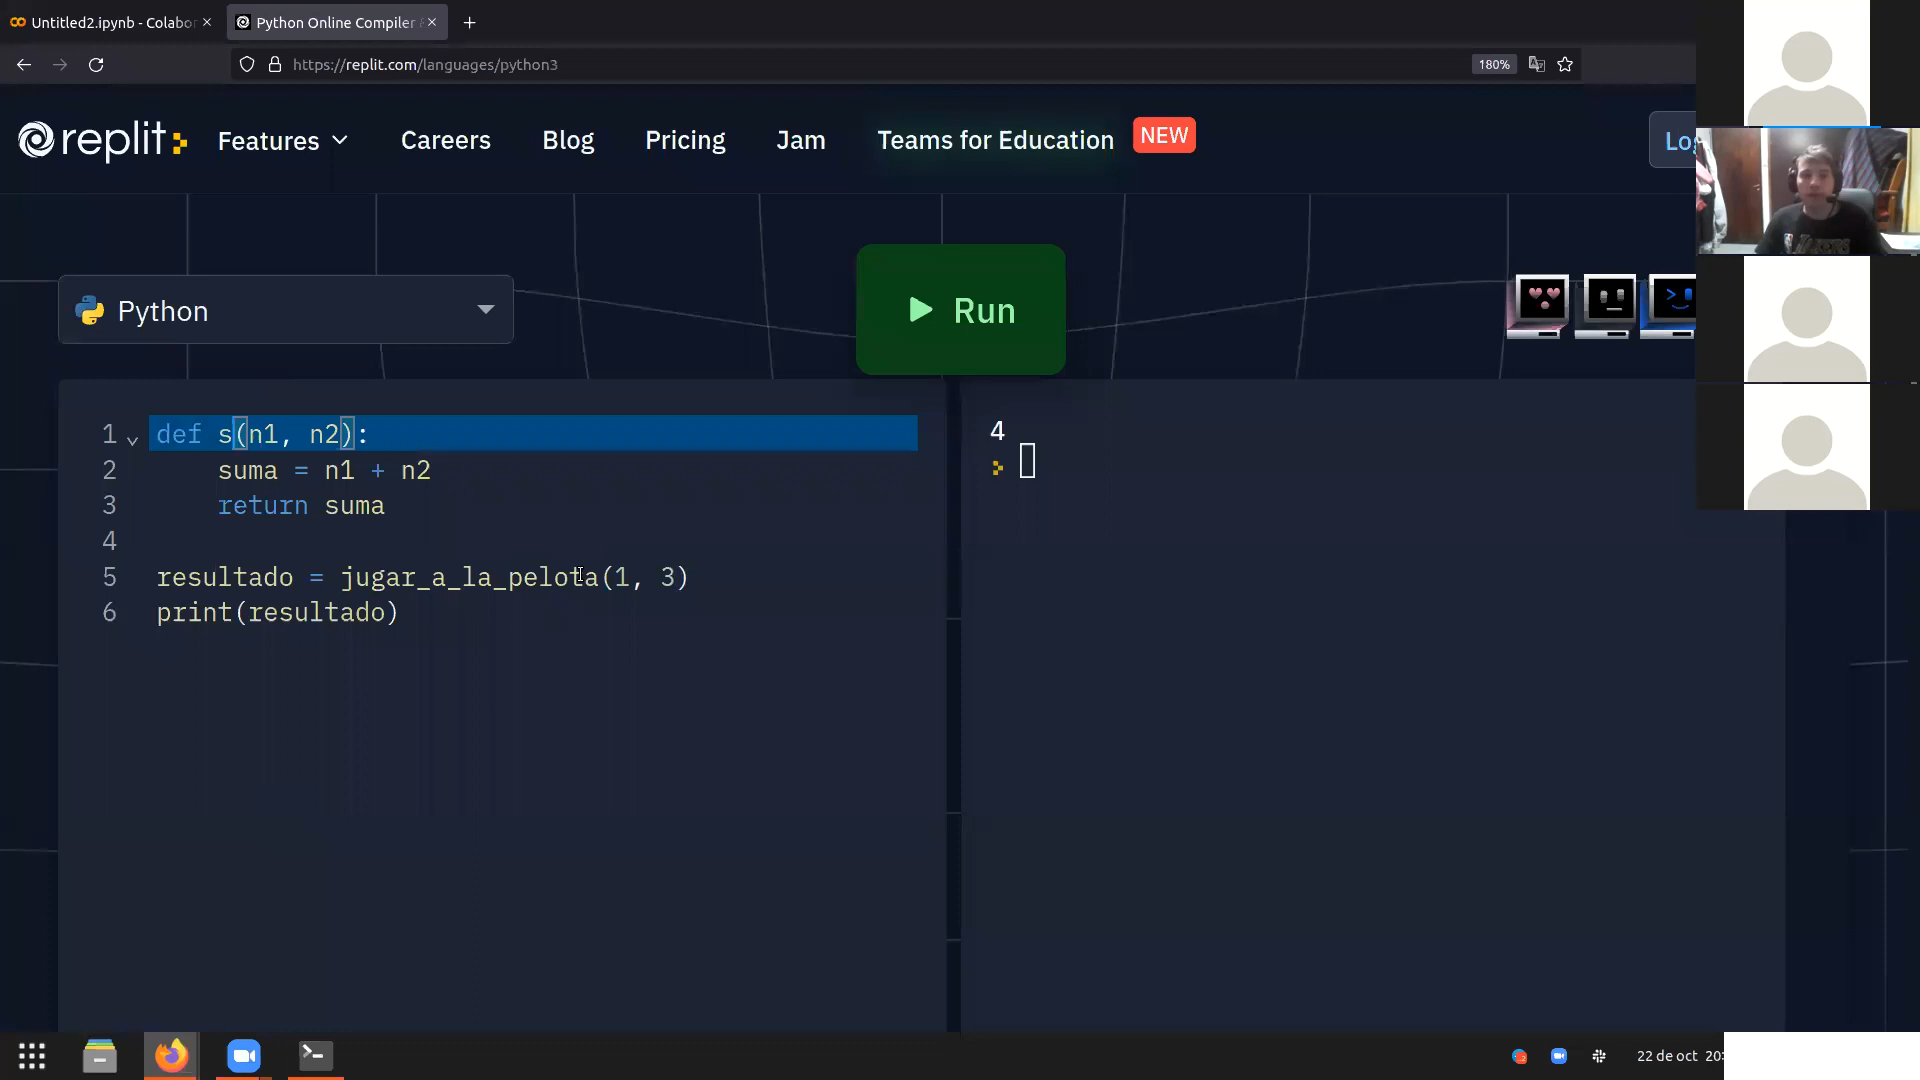 Untitled2.ipynb - Colabo
Python Online Compiler
https://replit.com/languages/python3
180%
replit
Features
Careers
Blog
Pricing
Jam
Teams for Education
NEW
Python
Run
1 def s(n1, n2):
2 suma = n1 + n2
3 return suma
4
5 resultado = jugar_a_la_pelota(1, 3)
6 print(resultado)
4
22 de oct